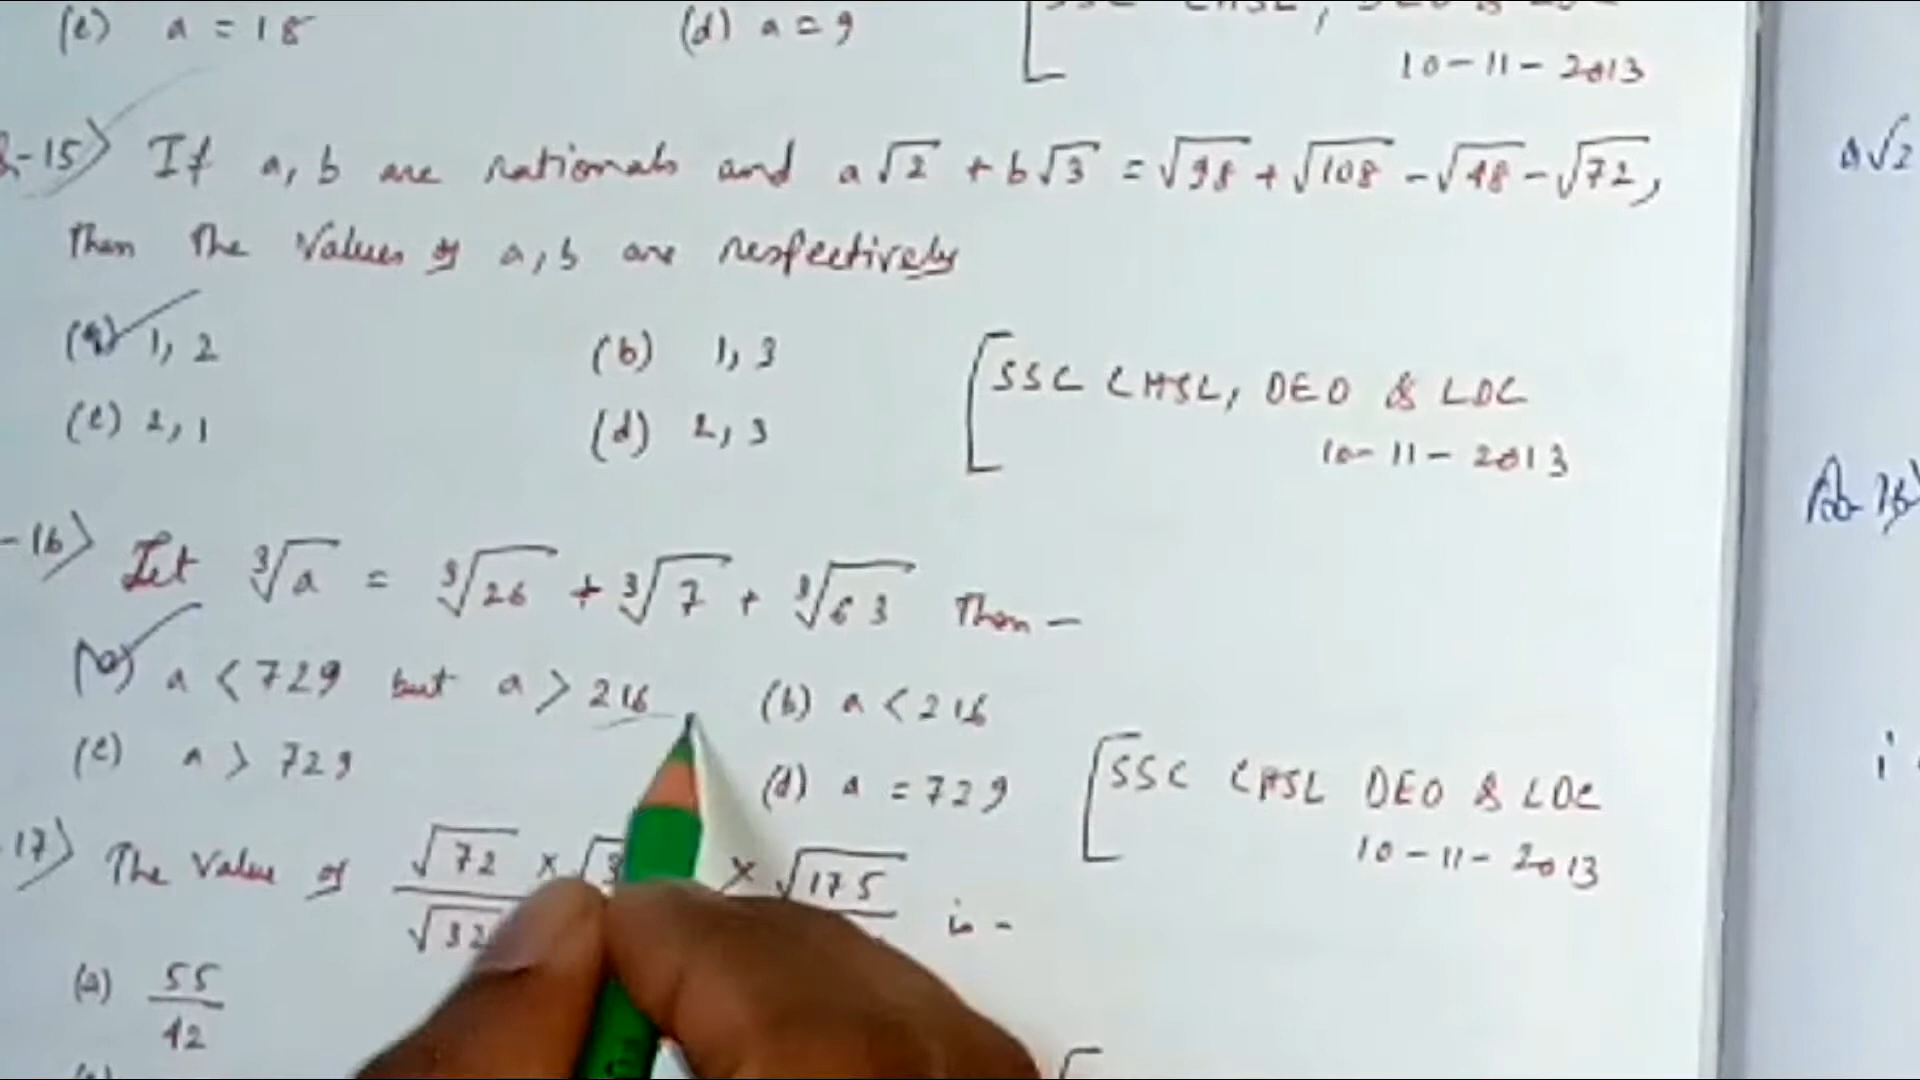 (c) a = 18 (d) a = 9
10-11-2013
-15> If a, b are rationals and a√2 + b√3 = √98 + √108 - √48 - √72,
a√2
Then The Values of a, b are respectively
(a) 1, 2 (b) 1, 3
[SSC CHSL, DEO & LDC
(c) 2, 1 (d) 2, 3
10-11-2013
-16> Let ∛a = ∛26 + ∛7 + ∛63 Then —
(a) a < 729 but a > 216 (b) a < 216
(c) a > 729 (d) a = 729
[SSC CHSL DEO & LDC
10-11-2013
17> The Value of √72 × × √175 is -
√32
(a) 55
42